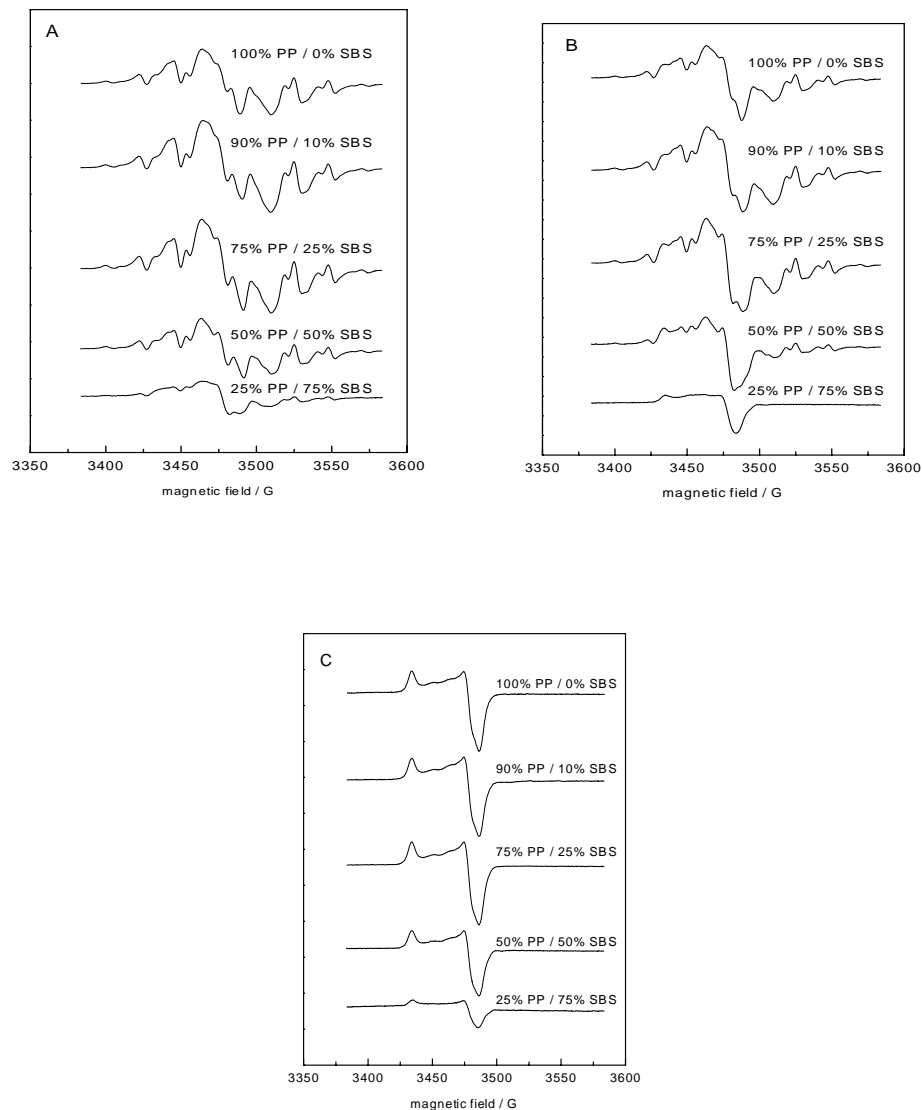 A
100% PP / 0% SBS
90% PP / 10% SBS
75% PP / 25% SBS
50% PP / 50% SBS
25% PP / 75% SBS
3350 3400 3450 3500 3550 3600
magnetic field / G
B
100% PP / 0% SBS
90% PP / 10% SBS
75% PP / 25% SBS
50% PP / 50% SBS
25% PP / 75% SBS
3350 3400 3450 3500 3550 3600
magnetic field / G
C
100% PP / 0% SBS
90% PP / 10% SBS
75% PP / 25% SBS
50% PP / 50% SBS
25% PP / 75% SBS
3350 3400 3450 3500 3550 3600
magnetic field / G